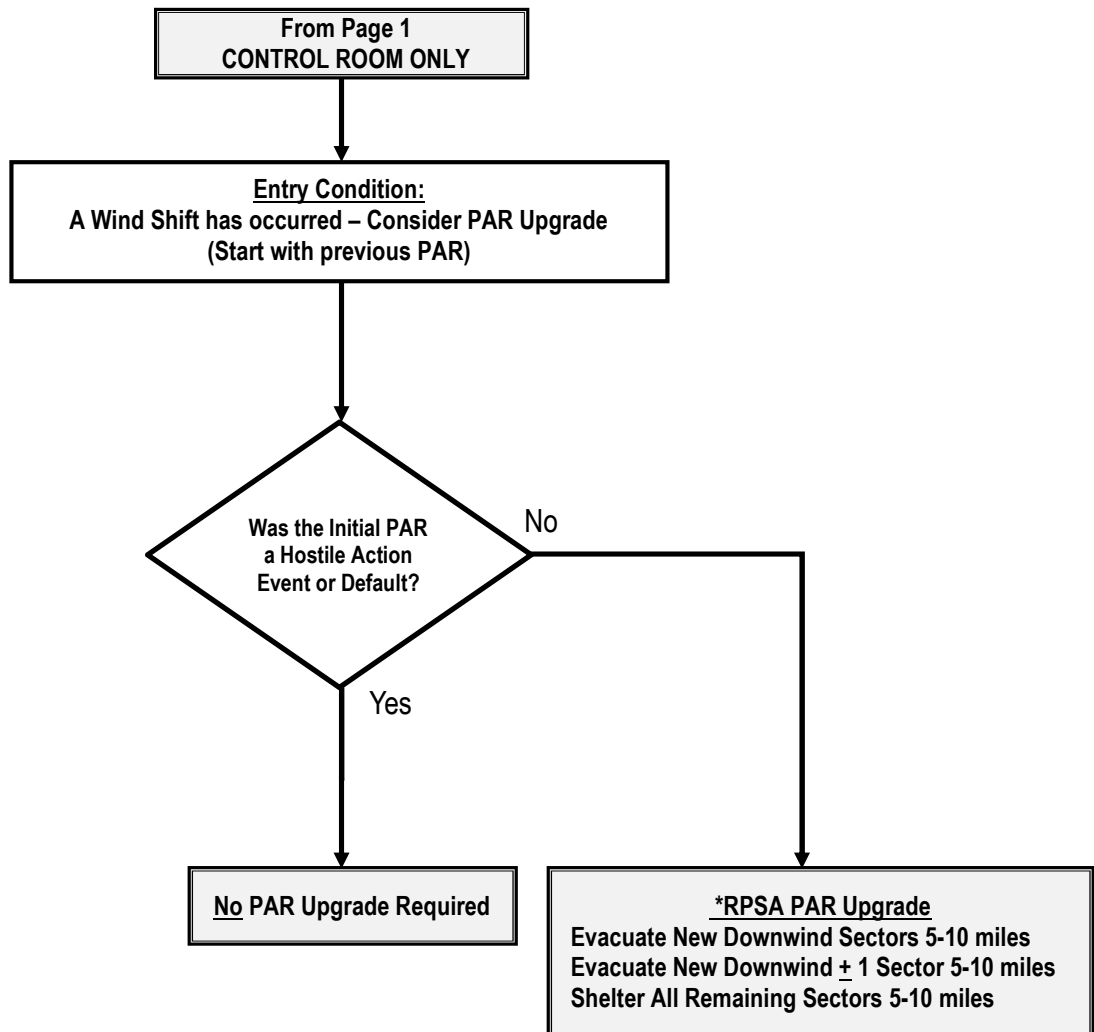 From Page 1
CONTROL ROOM ONLY
Entry Condition:
A Wind Shift has occurred – Consider PAR Upgrade
(Start with previous PAR)
Was the Initial PAR
a Hostile Action
Event or Default?
No
Yes
No PAR Upgrade Required
*RPSA PAR Upgrade
Evacuate New Downwind Sectors 5-10 miles
Evacuate New Downwind ± 1 Sector 5-10 miles
Shelter All Remaining Sectors 5-10 miles